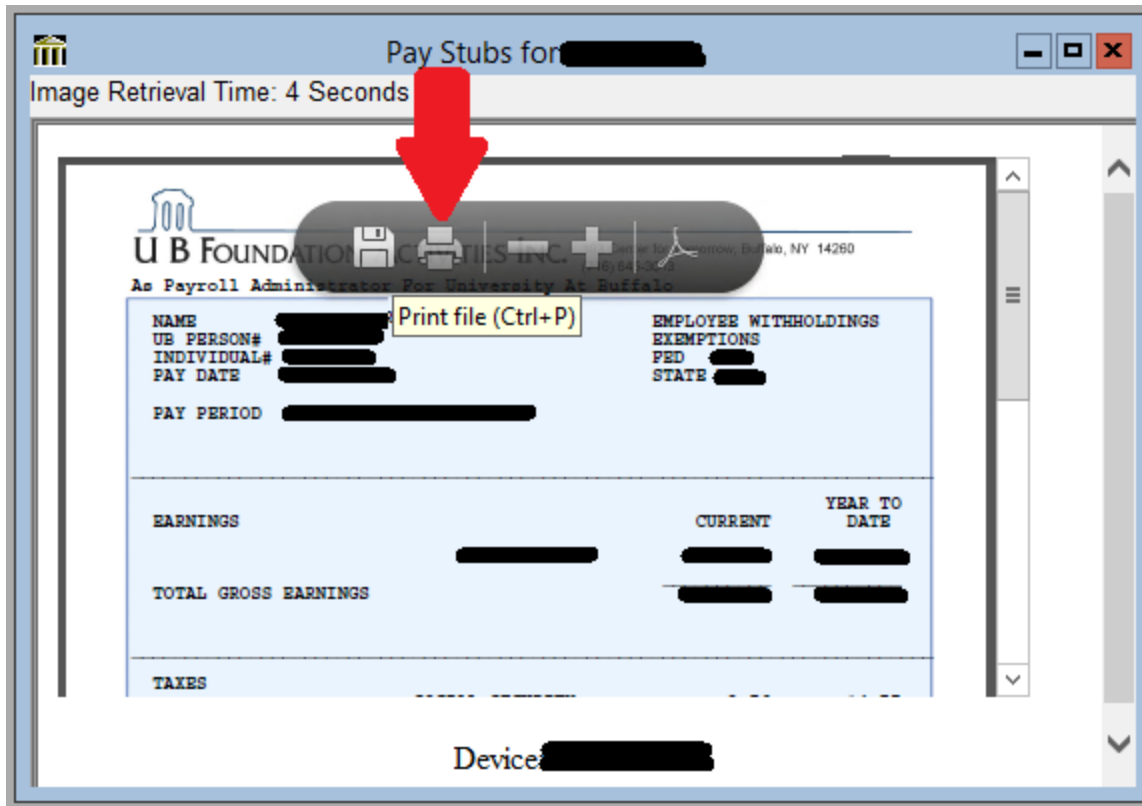 Pay Stubs for
Image Retrieval Time: 4 Seconds
U B FOUNDATION ACTIVITIES INC.
NY 14260
As Payroll Administrator For University At Buffalo
Print file (Ctrl+P)
NAME
EMPLOYEE WITHHOLDINGS
UB PERSON#
EXEMPTIONS
INDIVIDUAL#
FED
PAY DATE
STATE
PAY PERIOD
YEAR TO
EARNINGS CURRENT DATE
TOTAL GROSS EARNINGS
TAXES
Device